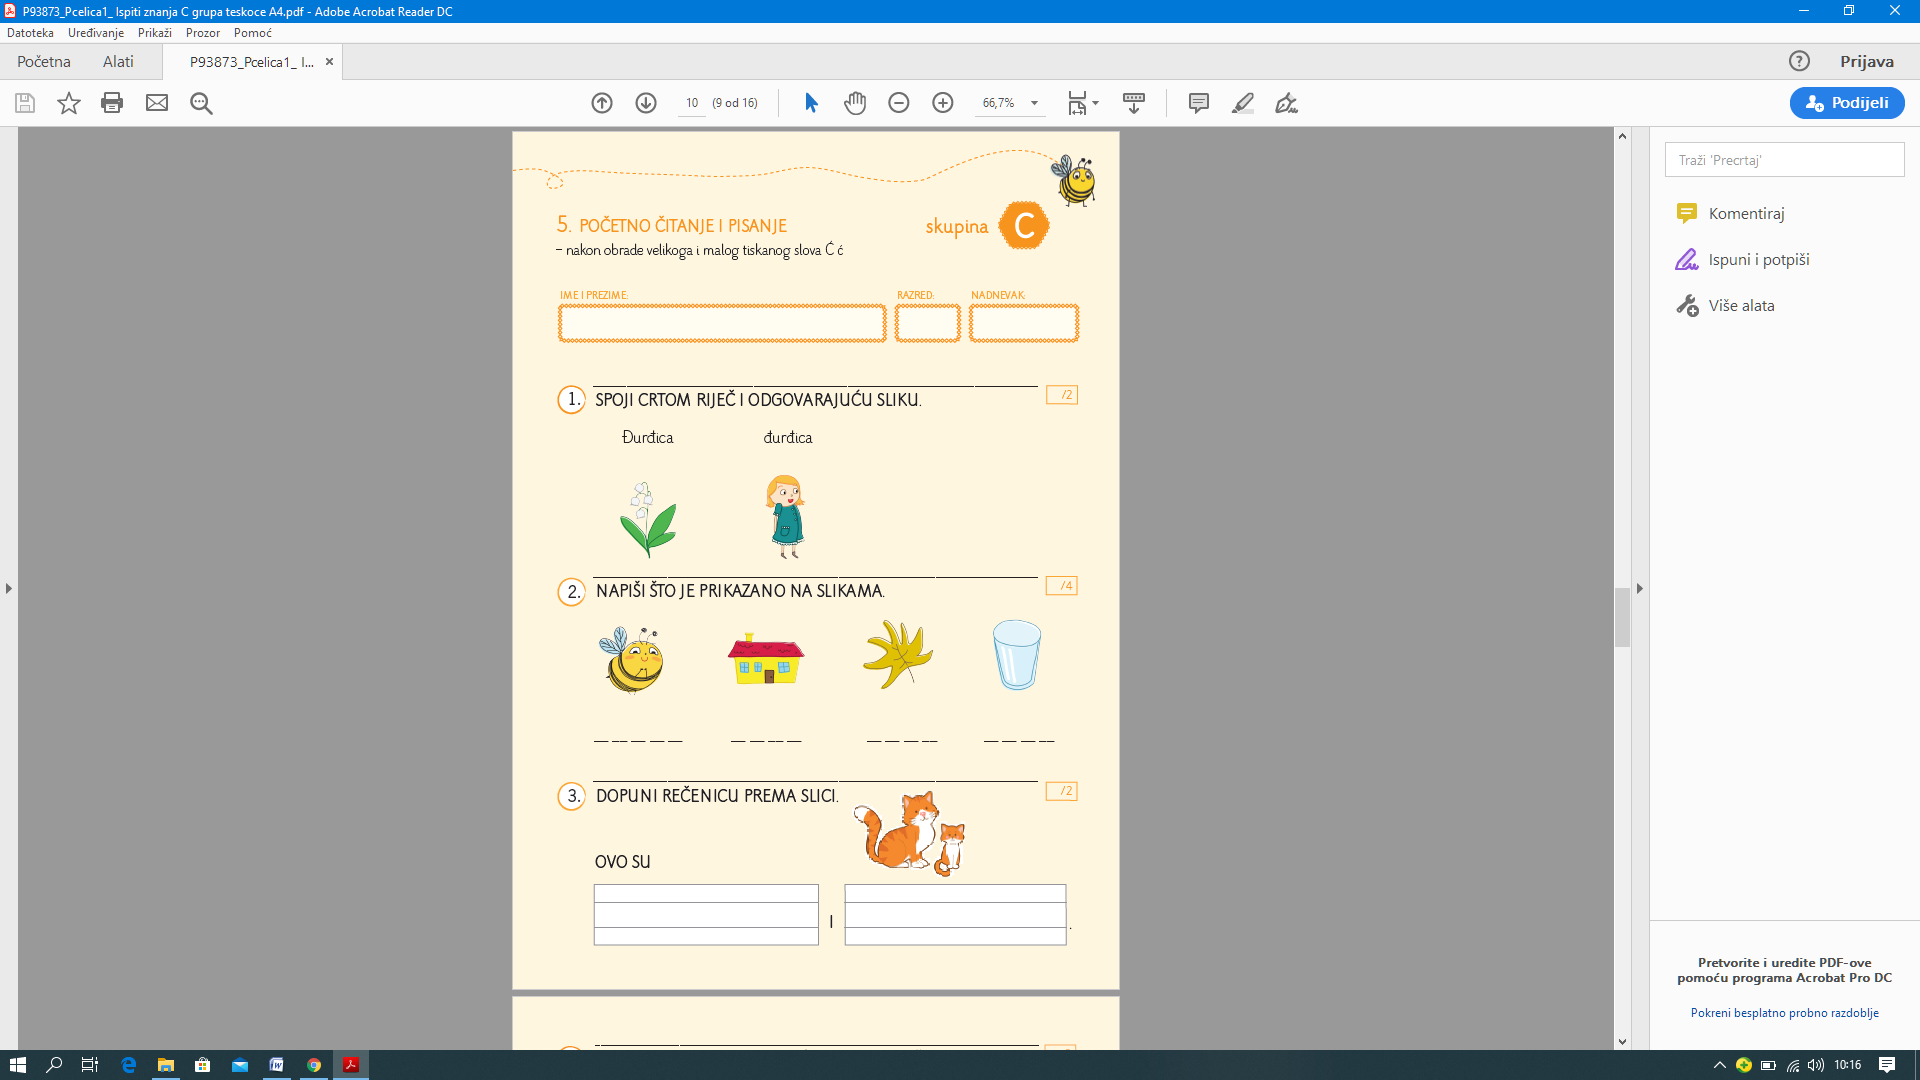 P93873_Pcelica1_ Ispiti znanja C grupa teskoce A4.pdf - Adobe Acrobat Reader DC
Datoteka Uređivanje Prikaži Prozor Pomoć
Početna Alati P93873_Pcelica1_ I... × Prijava
10 (9 od 16) 66,7% Podijeli
Traži 'Precrtaj'
Komentiraj
Ispuni i potpiši
Više alata
5. POČETNO ČITANJE I PISANJE
skupina C
– nakon obrade velikoga i malog tiskanog slova Ć ć
IME I PREZIME: RAZRED: NADNEVAK:
1. SPOJI CRTOM RIJEČ I ODGOVARAJUĆU SLIKU. /2
Đurđica đurđica
2. NAPIŠI ŠTO JE PRIKAZANO NA SLIKAMA. /4
3. DOPUNI REČENICU PREMA SLICI. /2
OVO SU
I .
Pretvorite i uredite PDF-ove
pomoću programa Acrobat Pro DC
Pokreni besplatno probno razdoblje
10:16